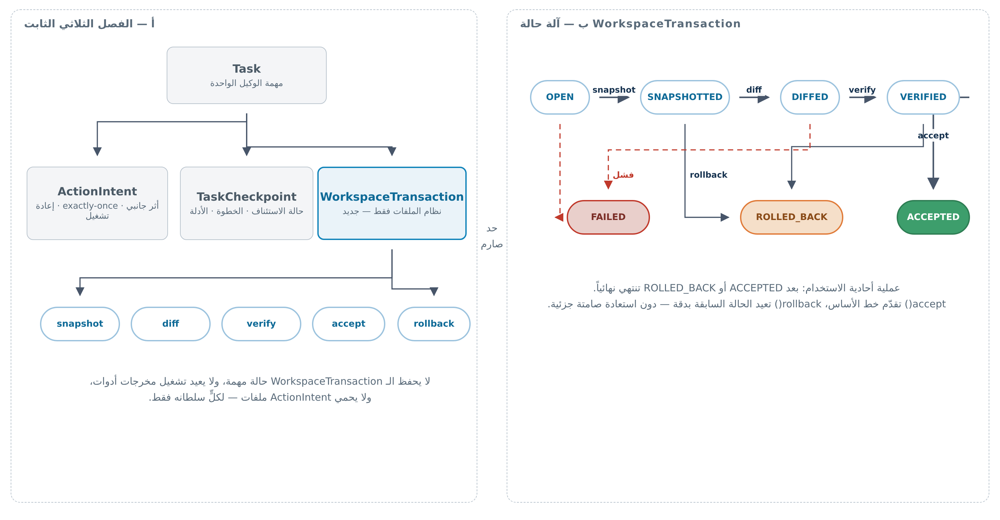 أ — الفصل الثلاثي الثابت
Task
مهمة الوكيل الواحدة
ActionIntent
أثر جانبي · exactly-once · إعادة
تشغيل
TaskCheckpoint
حالة الاستئناف · الخطوة · الأدلة
WorkspaceTransaction
نظام الملفات فقط — جديد
snapshot
diff
verify
accept
rollback
لا يحفظ الـ WorkspaceTransaction حالة مهمة، ولا يعيد تشغيل مخرجات أدوات،
ولا يحمي ActionIntent ملفات — لكلٍّ سلطانه فقط.
حد
صارم
ب — آلة حالة WorkspaceTransaction
OPEN
snapshot
SNAPSHOTTED
diff
DIFFED
verify
VERIFIED
accept
فشل
rollback
FAILED
ROLLED_BACK
ACCEPTED
عملية أحادية الاستخدام: بعد ACCEPTED أو ROLLED_BACK تنتهي نهائياً.
accept() تقدّم خط الأساس، rollback() تعيد الحالة السابقة بدقة — دون استعادة صامتة جزئية.